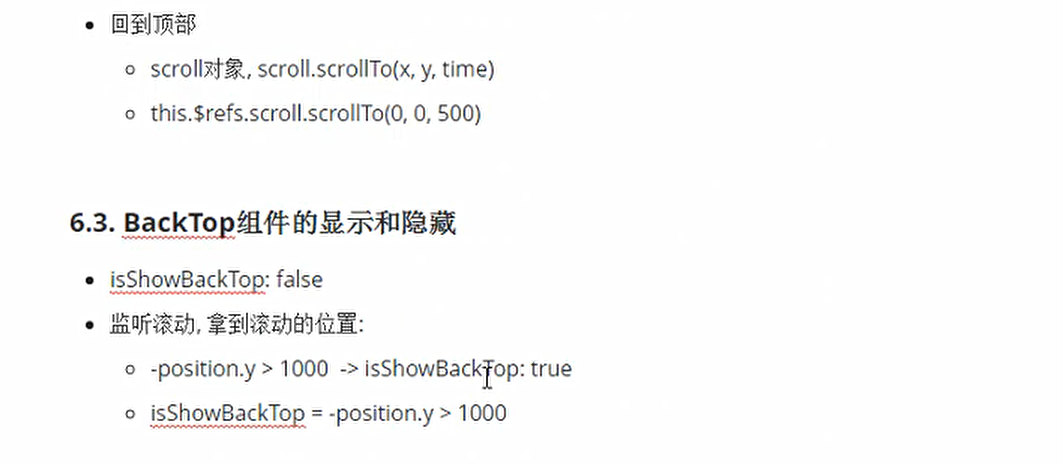 回到顶部
scroll对象, scroll.scrollTo(x, y, time)
this.$refs.scroll.scrollTo(0, 0, 500)
6.3. BackTop组件的显示和隐藏
isShowBackTop: false
监听滚动, 拿到滚动的位置:
-position.y > 1000  -> isShowBackTop: true
isShowBackTop = -position.y > 1000